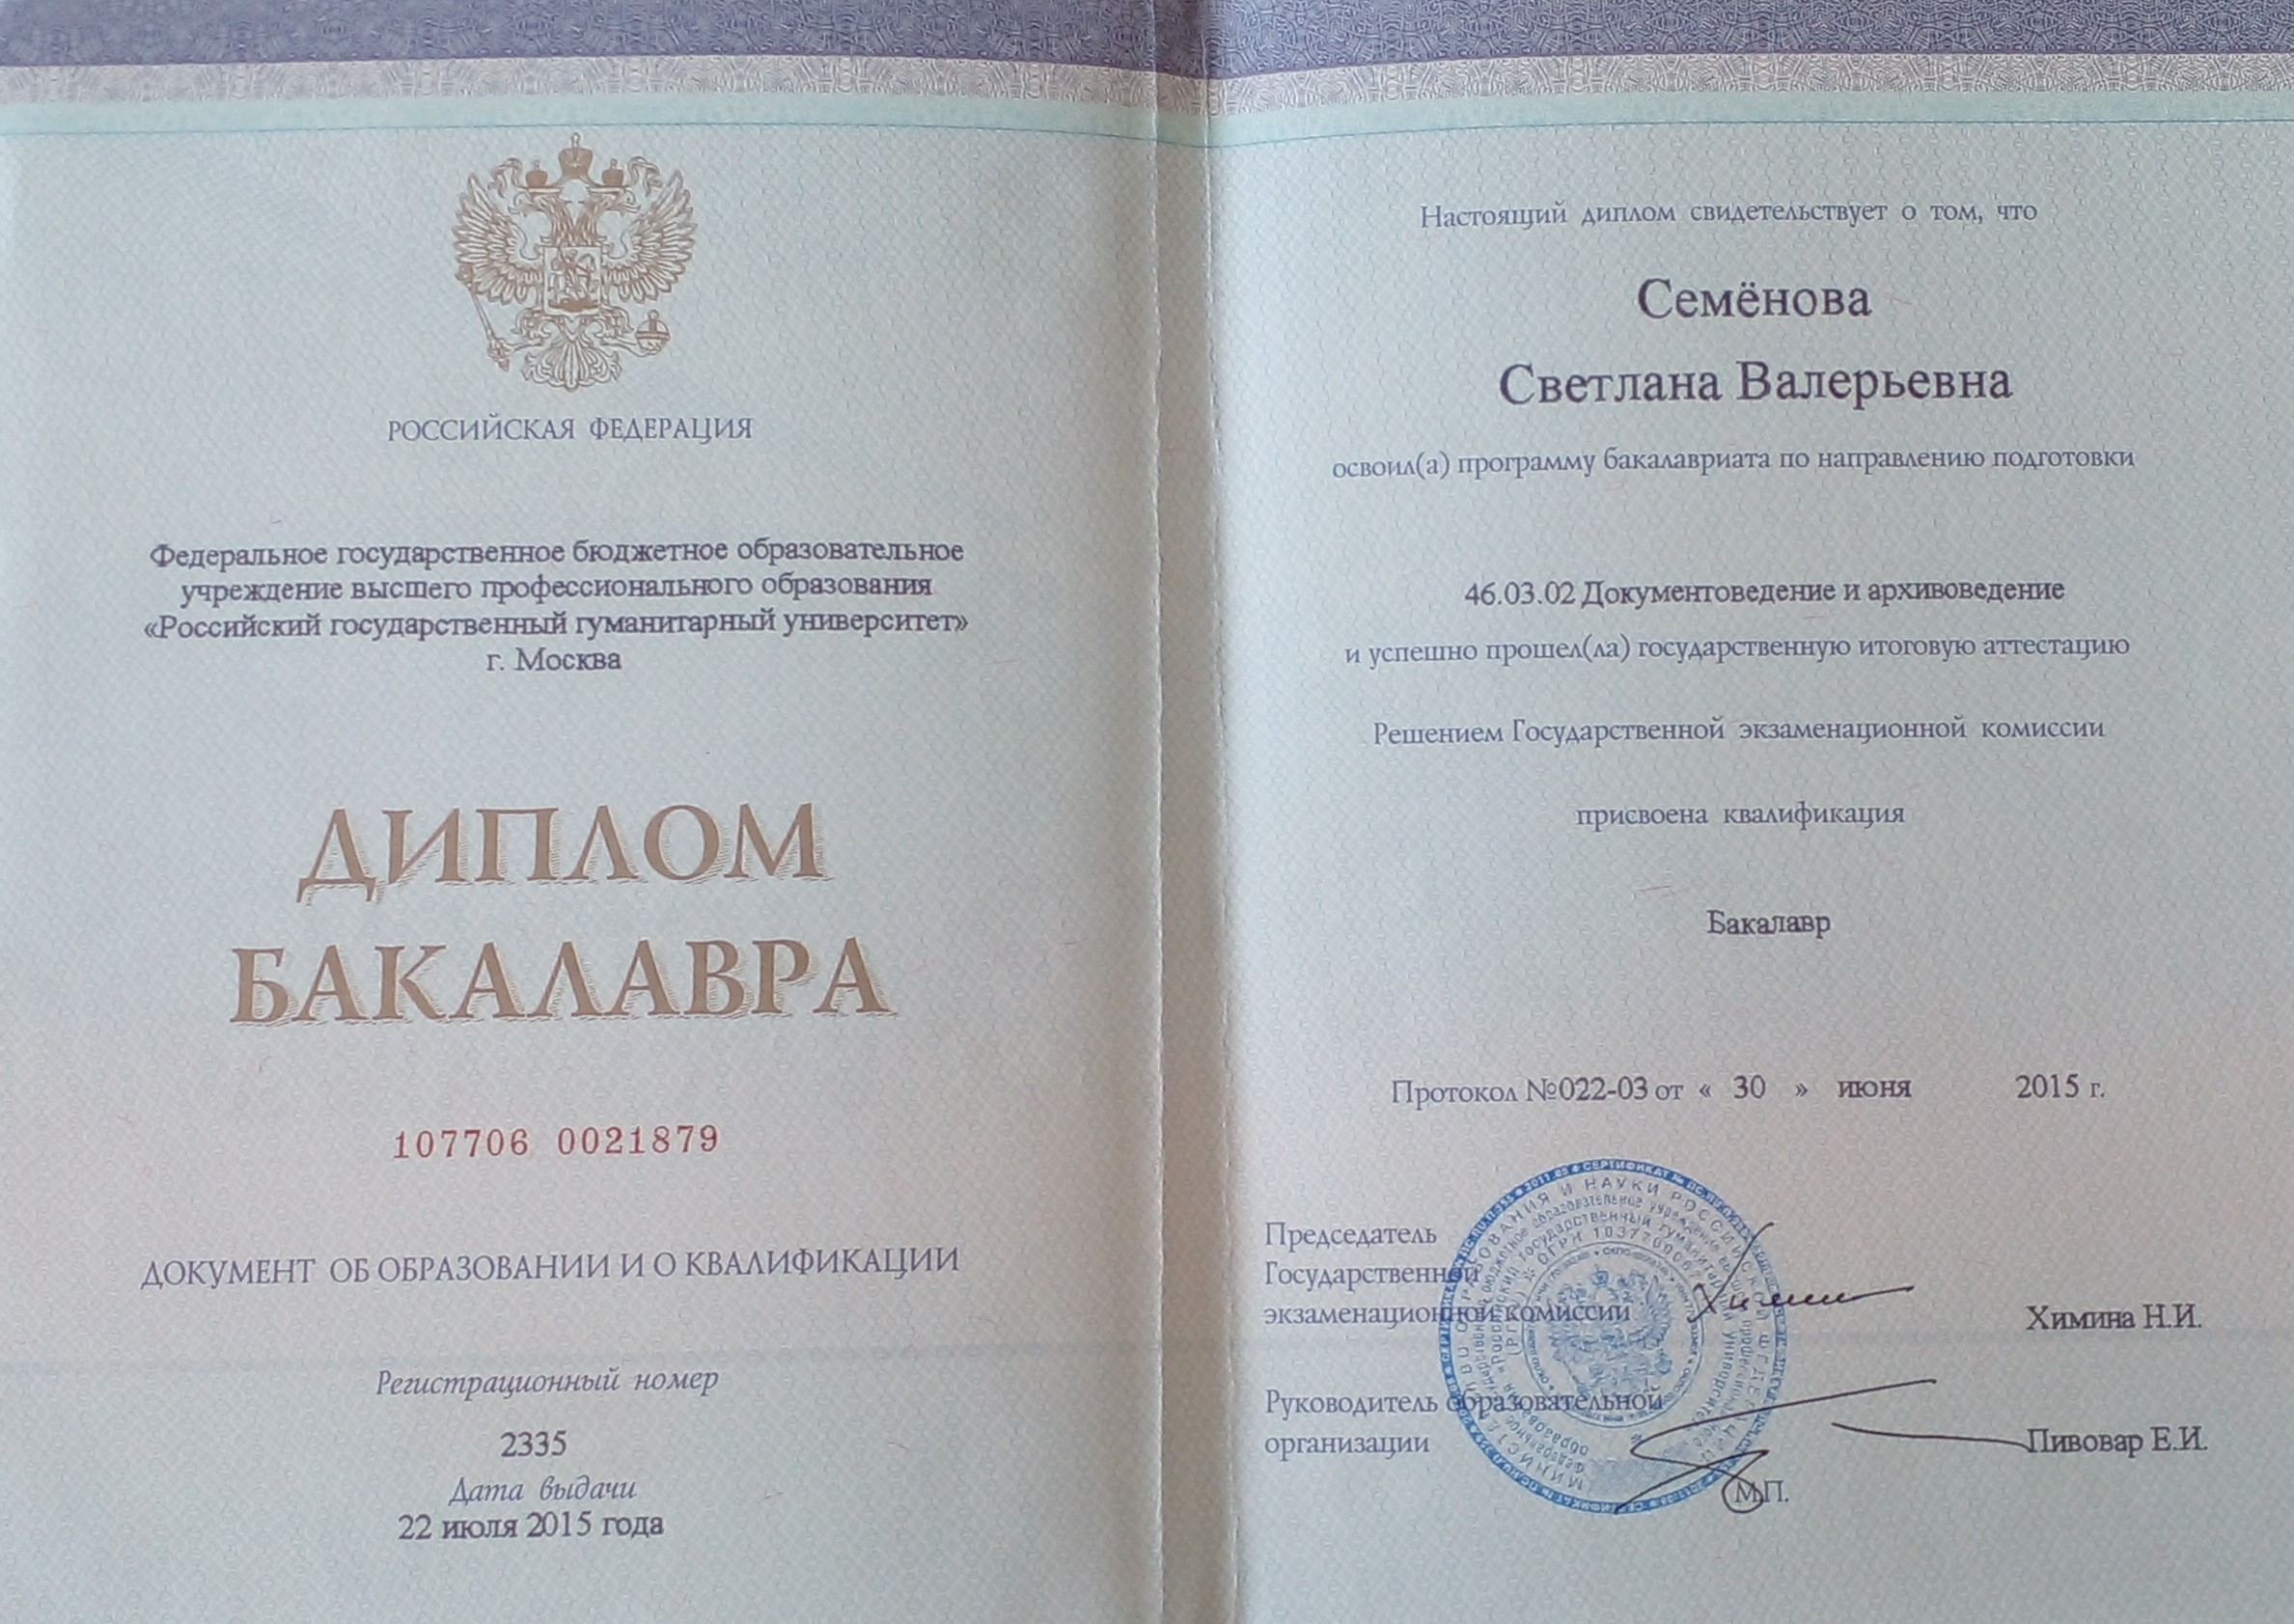 РОССИЙСКАЯ ФЕДЕРАЦИЯ
Федеральное государственное бюджетное образовательное
учреждение высшего профессионального образования
«Российский государственный гуманитарный университет»
г. Москва
ДИПЛОМ
БАКАЛАВРА
107706 0021879
ДОКУМЕНТ ОБ ОБРАЗОВАНИИ И О КВАЛИФИКАЦИИ
Регистрационный номер
2335
Дата выдачи
22 июля 2015 года
Настоящий диплом свидетельствует о том, что
Семёнова
Светлана Валерьевна
освоил(а) программу бакалавриата по направлению подготовки
46.03.02 Документоведение и архивоведение
и успешно прошел(ла) государственную итоговую аттестацию
Решением Государственной экзаменационной комиссии
присвоена квалификация
Бакалавр
Протокол №022-03 от « 30 » июня 2015 г.
Председатель
Государственной
экзаменационной комиссии
Химина Н.И.
Руководитель образовательной
организации
Пивовар Е.И.
М.П.